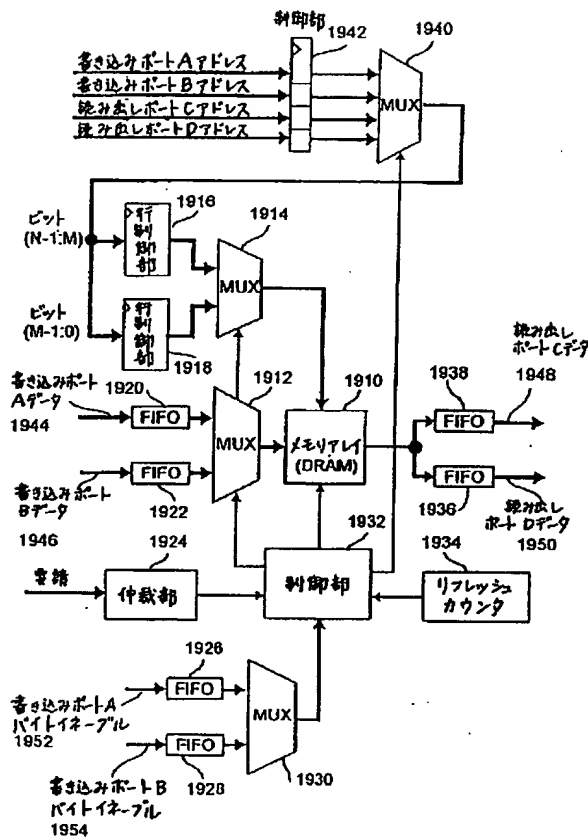 制御部
1942
1940
書き込みポートAアドレス
書き込みポートBアドレス
読み出しポートCアドレス
読み出しポートDアドレス
MUX
ビット
(N-1:M)
1916
行制御部
1914
MUX
ビット
(M-1:0)
行制御部
1918
書き込みポート
Aデータ
1944
1920
FIFO
1912
MUX
1910
メモリアレイ
(DRAM)
読み出し
ポートCデータ
1938
1948
FIFO
書き込みポート
Bデータ
1946
FIFO
1922
FIFO
1936
読み出し
ポートDデータ
1950
1924
1932
1934
要請
仲裁部
制御部
リフレッシュ
カウンタ
1926
FIFO
書き込みポートA
バイトイネーブル
1952
MUX
FIFO
1928
1930
書き込みポートB
バイトイネーブル
1954